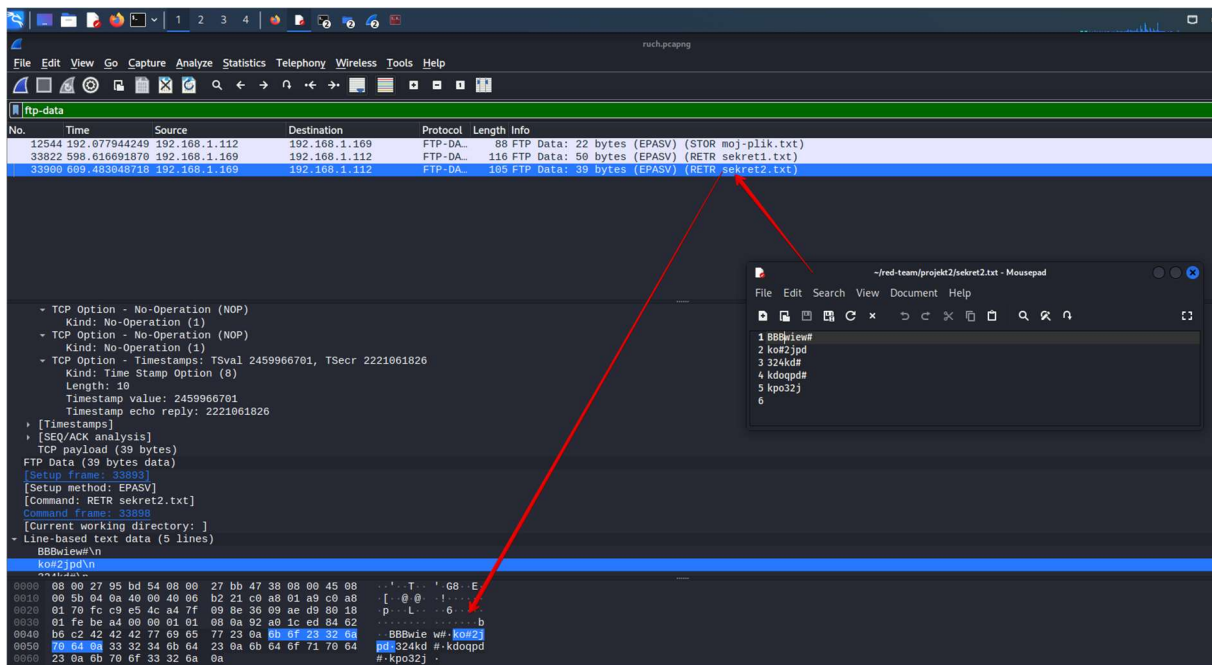 1 2 3 4
ruch.pcapng
File Edit View Go Capture Analyze Statistics Telephony Wireless Tools Help
ftp-data
No. Time Source Destination Protocol Length Info
12544 192.077944249 192.168.1.112 192.168.1.169 FTP-DA… 88 FTP Data: 22 bytes (EPASV) (STOR moj-plik.txt)
33822 598.616691870 192.168.1.169 192.168.1.112 FTP-DA… 116 FTP Data: 50 bytes (EPASV) (RETR sekret1.txt)
33900 609.483048718 192.168.1.169 192.168.1.112 FTP-DA… 105 FTP Data: 39 bytes (EPASV) (RETR sekret2.txt)
~/red-team/projekt2/sekret2.txt - Mousepad
File Edit Search View Document Help
1 BBBwiew#
2 ko#2jpd
3 324kd#
4 kdoqpd#
5 kpo32j
6
TCP Option - No-Operation (NOP)
Kind: No-Operation (1)
TCP Option - No-Operation (NOP)
Kind: No-Operation (1)
TCP Option - Timestamps: TSval 2459966701, TSecr 2221061826
Kind: Time Stamp Option (8)
Length: 10
Timestamp value: 2459966701
Timestamp echo reply: 2221061826
[Timestamps]
[SEQ/ACK analysis]
TCP payload (39 bytes)
FTP Data (39 bytes data)
[Setup frame: 33893]
[Setup method: EPASV]
[Command: RETR sekret2.txt]
Command frame: 33898
[Current working directory: ]
Line-based text data (5 lines)
BBBwiew#\n
ko#2jpd\n
324kd#\n
0000 08 00 27 95 bd 54 08 00 27 bb 47 38 08 00 45 08 ··'··T·· '·G8··E·
0010 00 5b 04 0a 40 00 40 06 b2 21 c0 a8 01 a9 c0 a8 ·[··@·@· ·!······
0020 01 70 fc c9 e5 4c a4 7f 09 8e 36 09 ae d9 80 18 ·p···L·· ··6·····
0030 01 fe be a4 00 00 01 01 08 0a 92 a0 1c ed 84 62 ········ ·······b
0040 b6 c2 42 42 42 77 69 65 77 23 0a 6b 6f 23 32 6a ··BBBwie w#·ko#2j
0050 70 64 0a 33 32 34 6b 64 23 0a 6b 64 6f 71 70 64 pd·324kd #·kdoqpd
0060 23 0a 6b 70 6f 33 32 6a 0a #·kpo32j ·